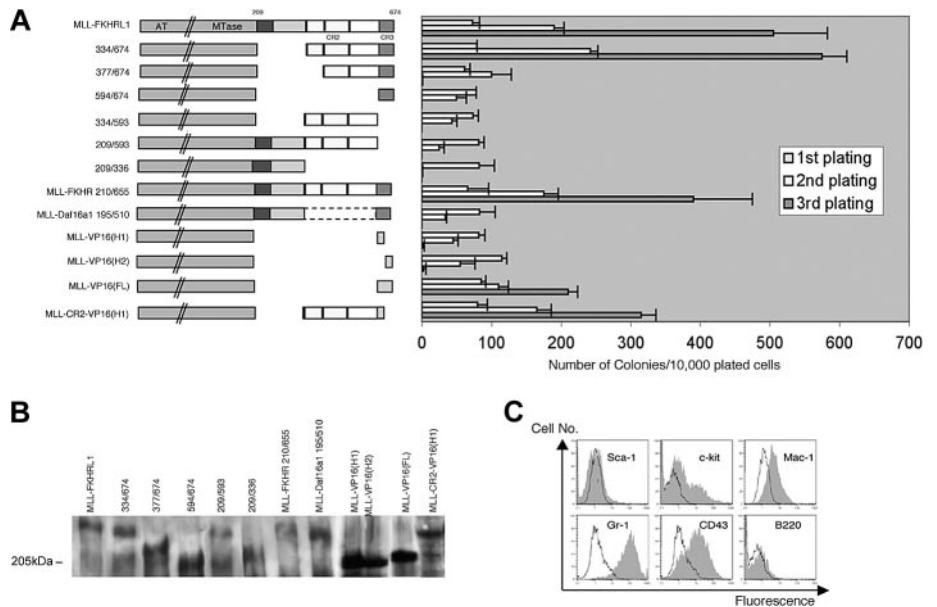 A
209
674
MLL-FKHRL1
AT
MTase
CR2
CR3
334/674
377/674
594/674
334/593
209/593
209/336
MLL-FKHR 210/655
MLL-Daf16a1 195/510
MLL-VP16(H1)
MLL-VP16(H2)
MLL-VP16(FL)
MLL-CR2-VP16(H1)
1st plating
2nd plating
3rd plating
0 100 200 300 400 500 600 700
Number of Colonies/10,000 plated cells
B
MLL-FKHRL1
334/674
377/674
594/674
209/593
209/336
MLL-FKHR 210/655
MLL-Daf16a1 195/510
MLL-VP16(H1)
MLL-VP16(H2)
MLL-VP16(FL)
MLL-CR2-VP16(H1)
205kDa –
C
Cell No.
Sca-1
c-kit
Mac-1
Gr-1
CD43
B220
Fluorescence